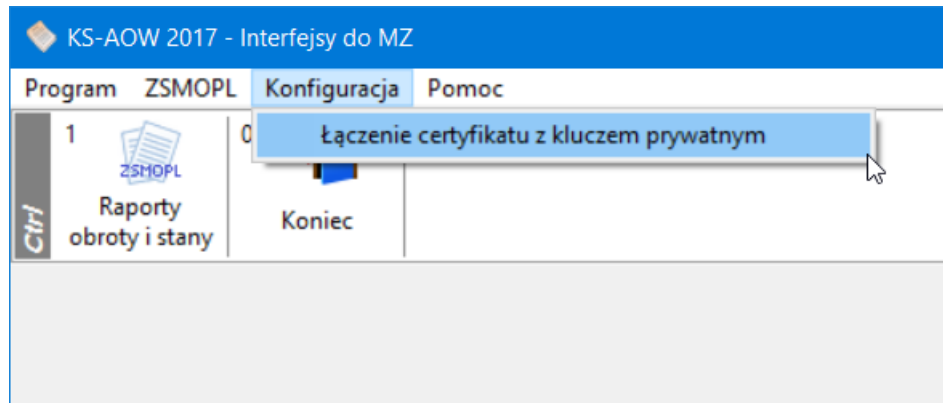 KS-AOW 2017 - Interfejsy do MZ
Program ZSMOPL Konfiguracja Pomoc
Łączenie certyfikatu z kluczem prywatnym
Ctrl
1
ZSMOPL
Raporty
obroty i stany
0
Koniec